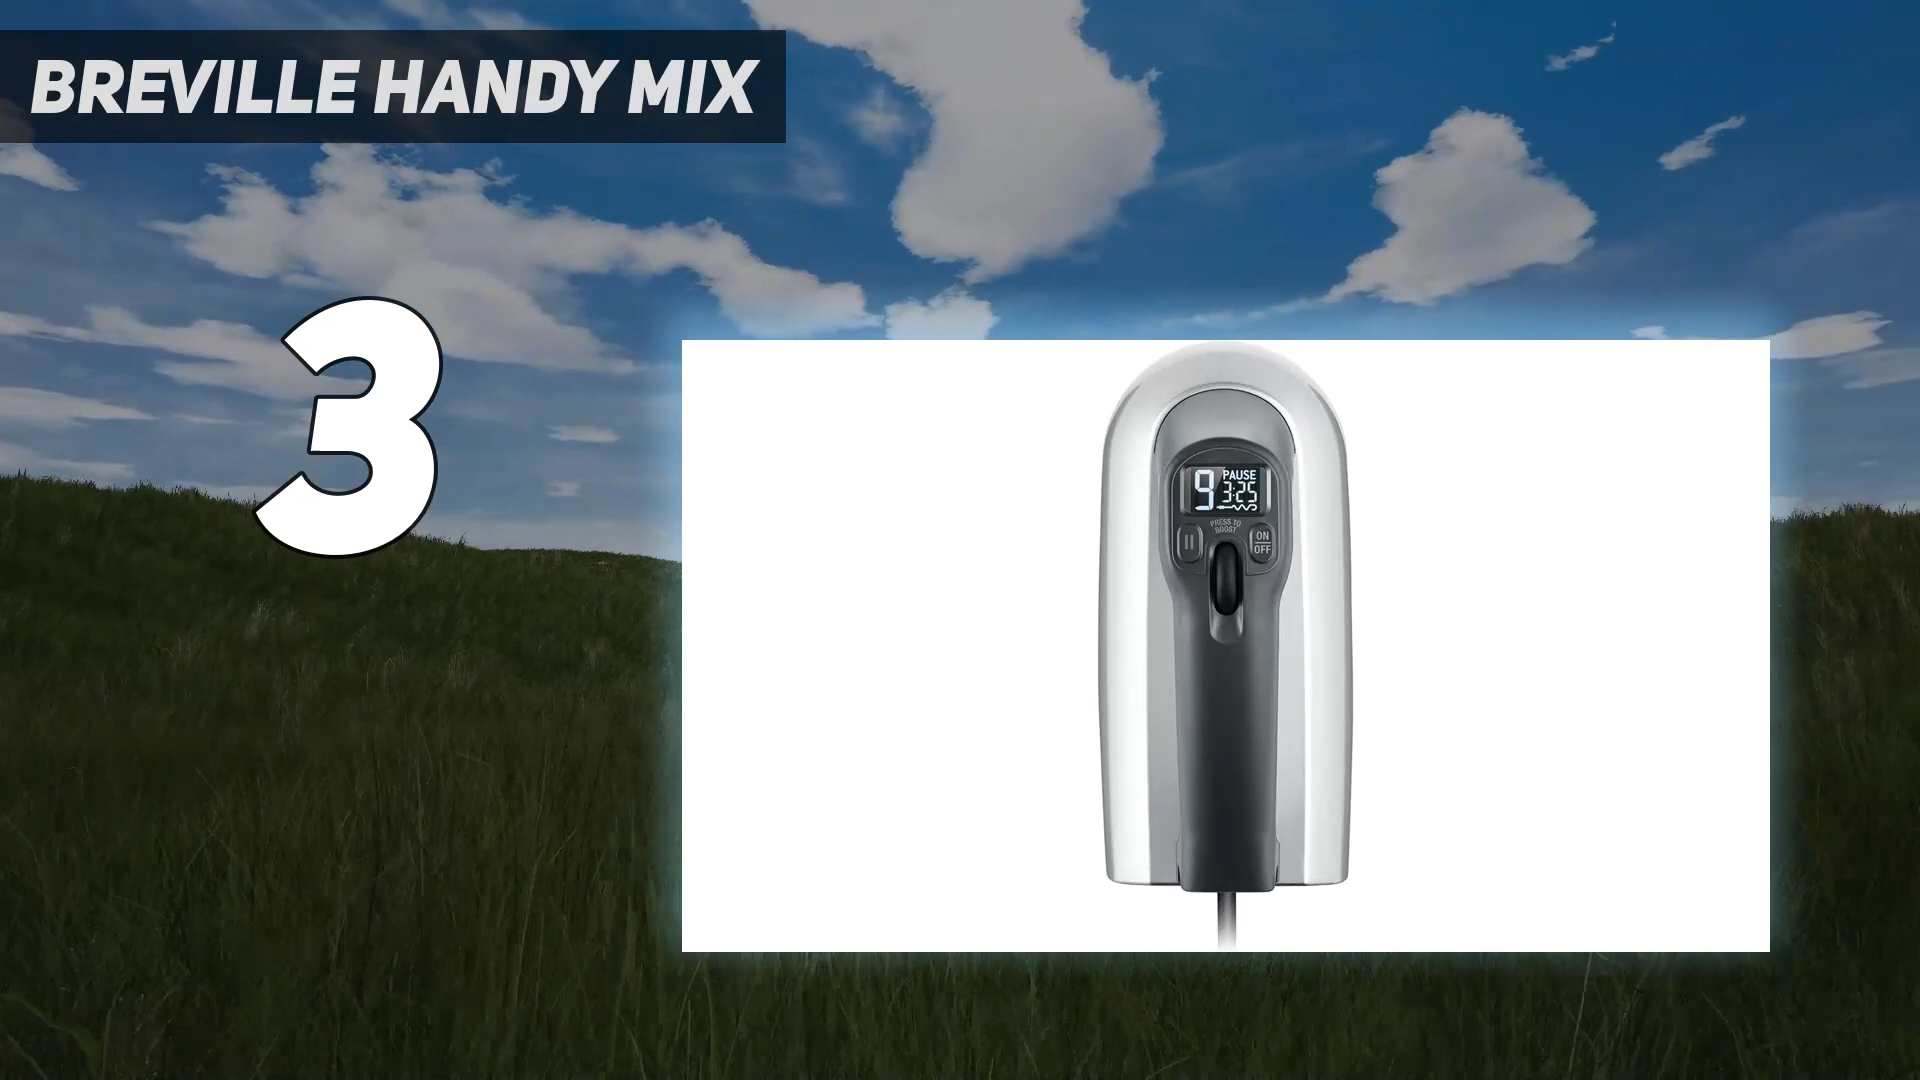 BREVILLE HANDY MIX
3
9 PAUSE
3:25
PRESS TO
BOOST
ON
OFF